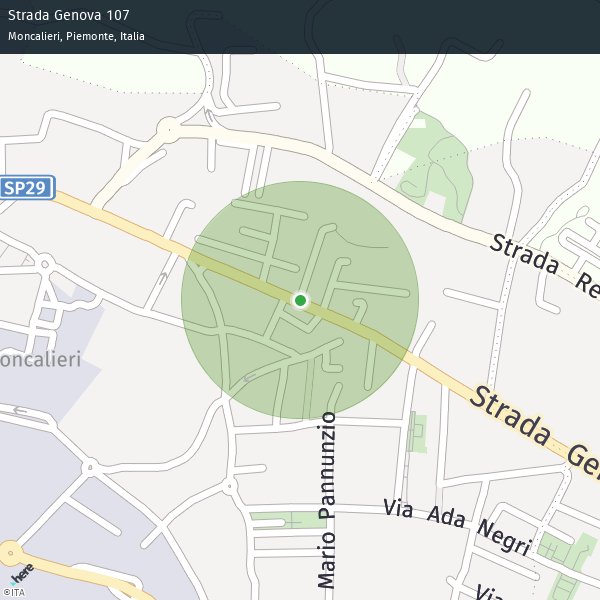 Strada Genova 107
Moncalieri, Piemonte, Italia
SP29
Strada Re
oncalieri
Strada Ge
Mario Pannunzio
Via Ada Negri
Via
here
©ITA